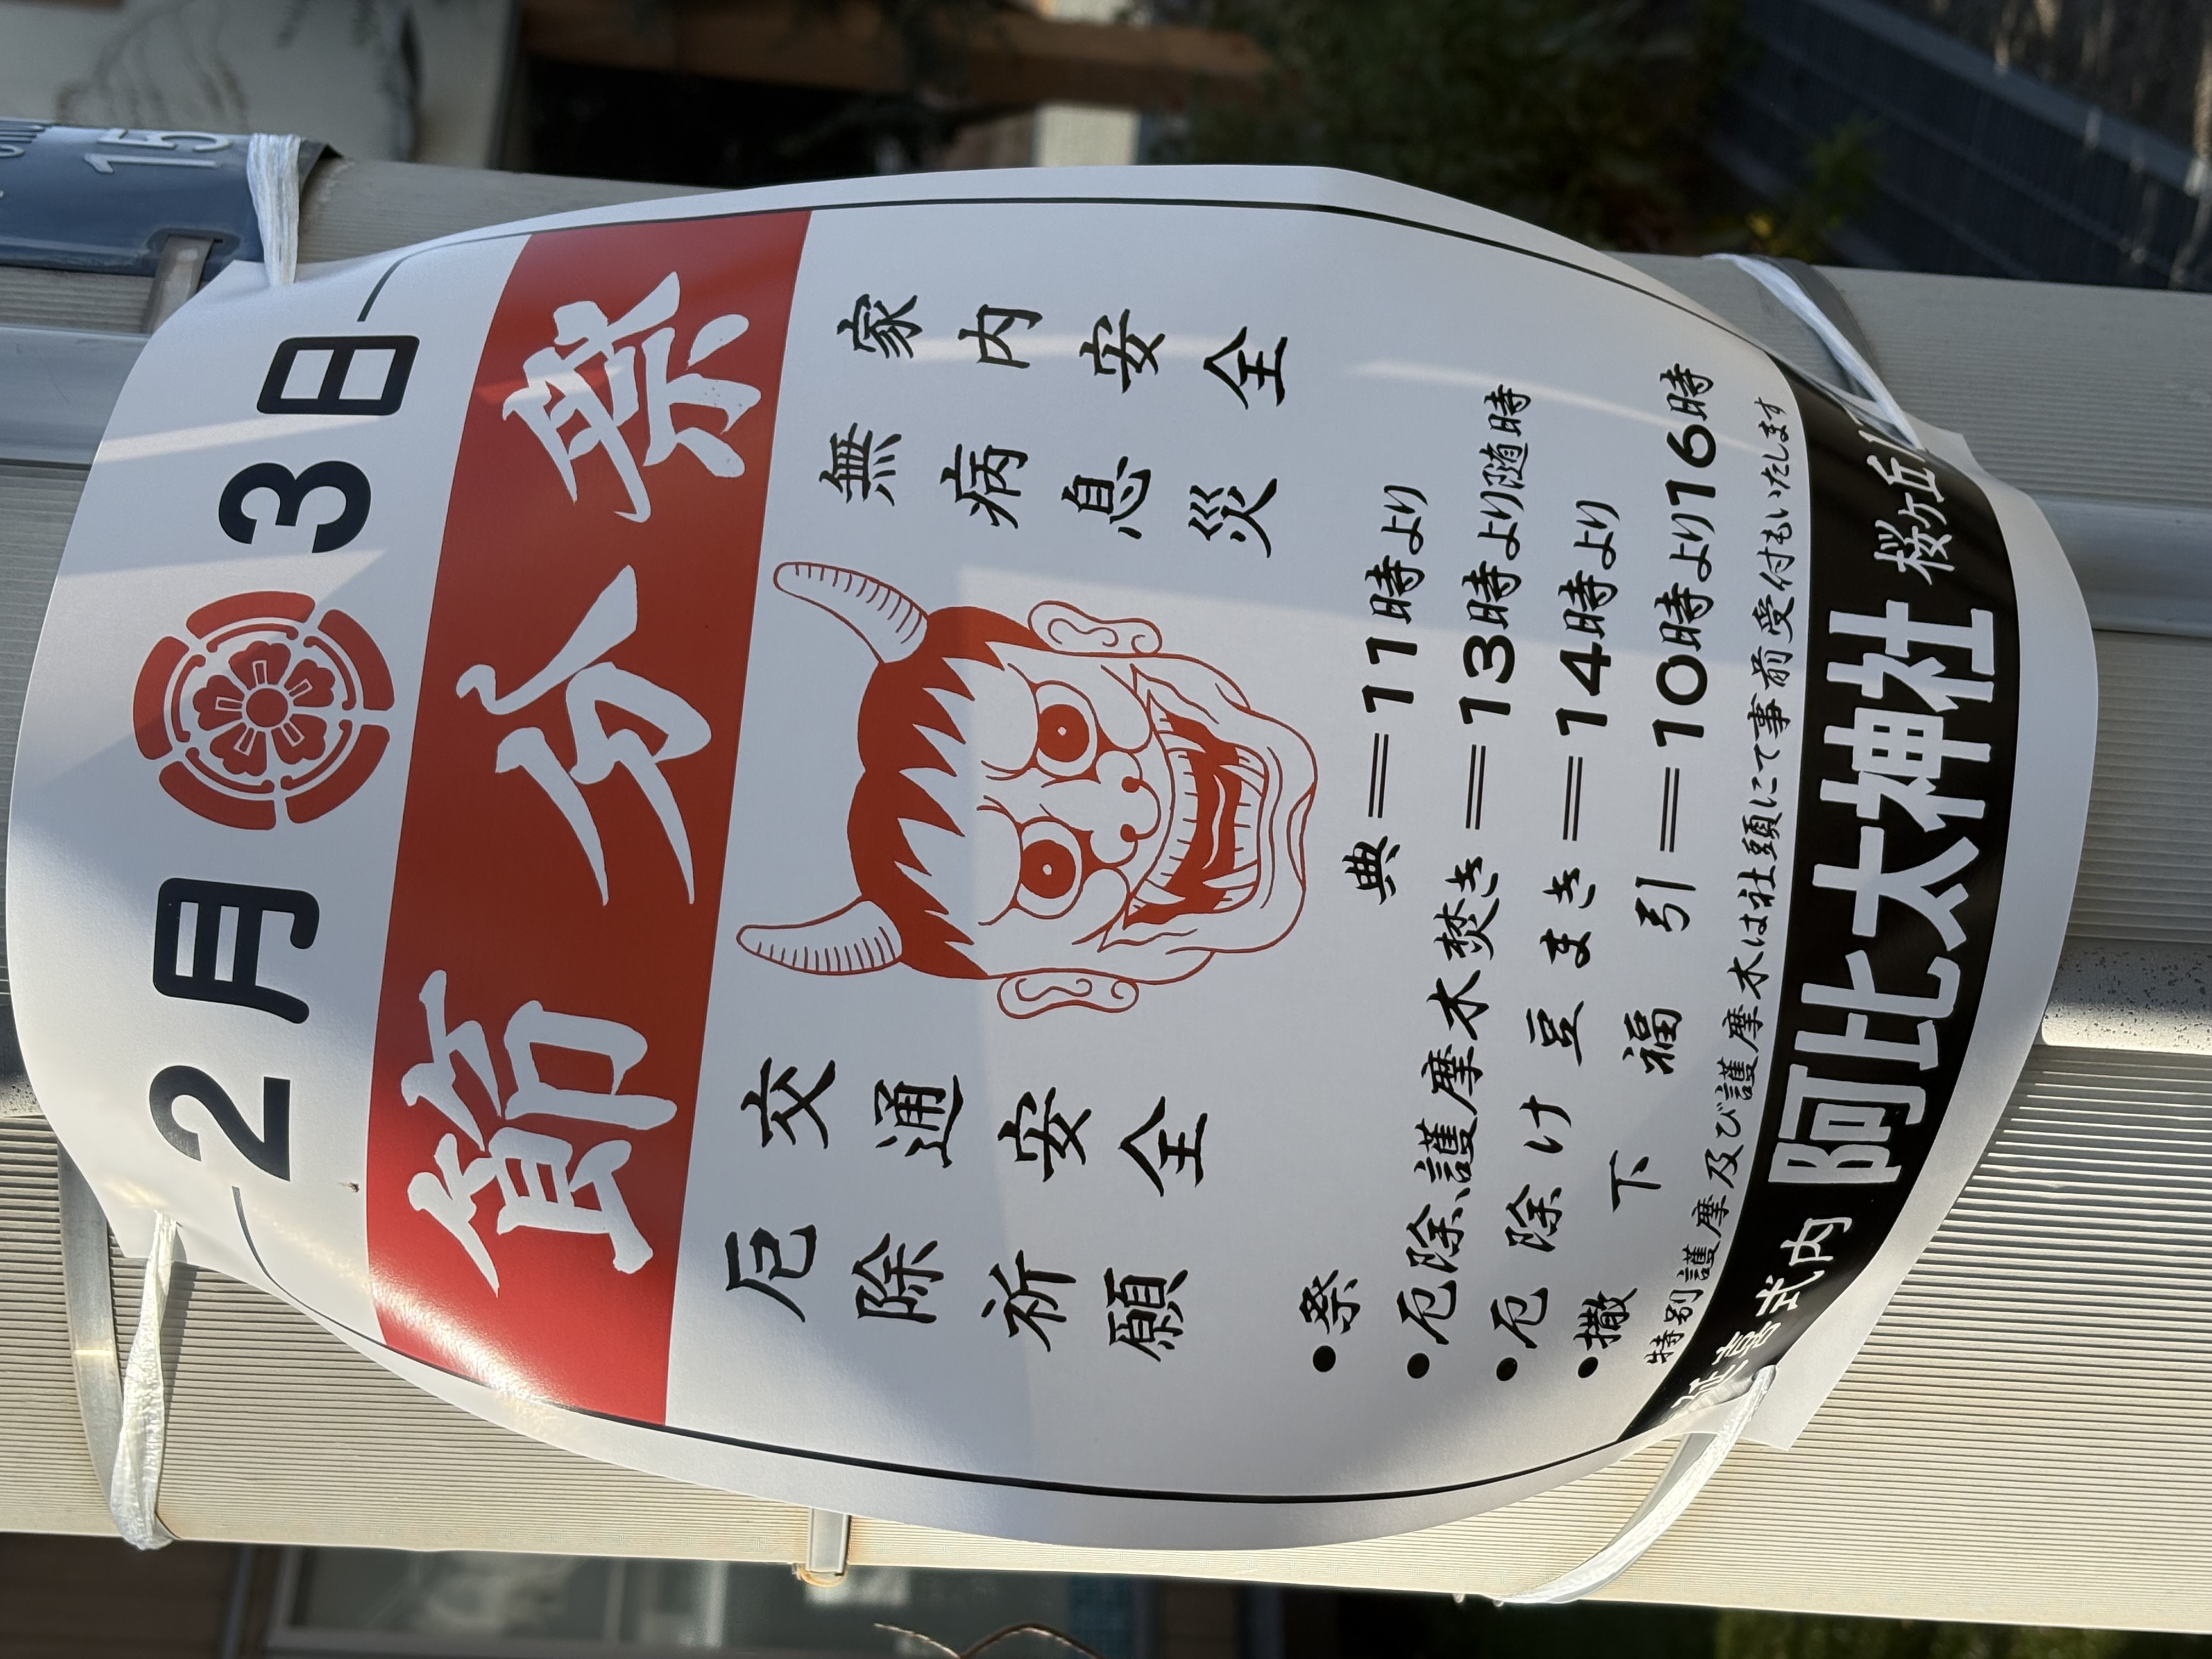 2月3日
節分祭
家内安全
無病息災
交通安全
厄除祈願
•祭典＝11時より
•厄除護摩木焚き＝13時より随時
•厄除け豆まき＝14時より
•撒下福引＝10時より16時
特別護摩及び護摩木は社頭にて事前受付もいたします
延喜式内 阿比太神社 桜ヶ丘
15